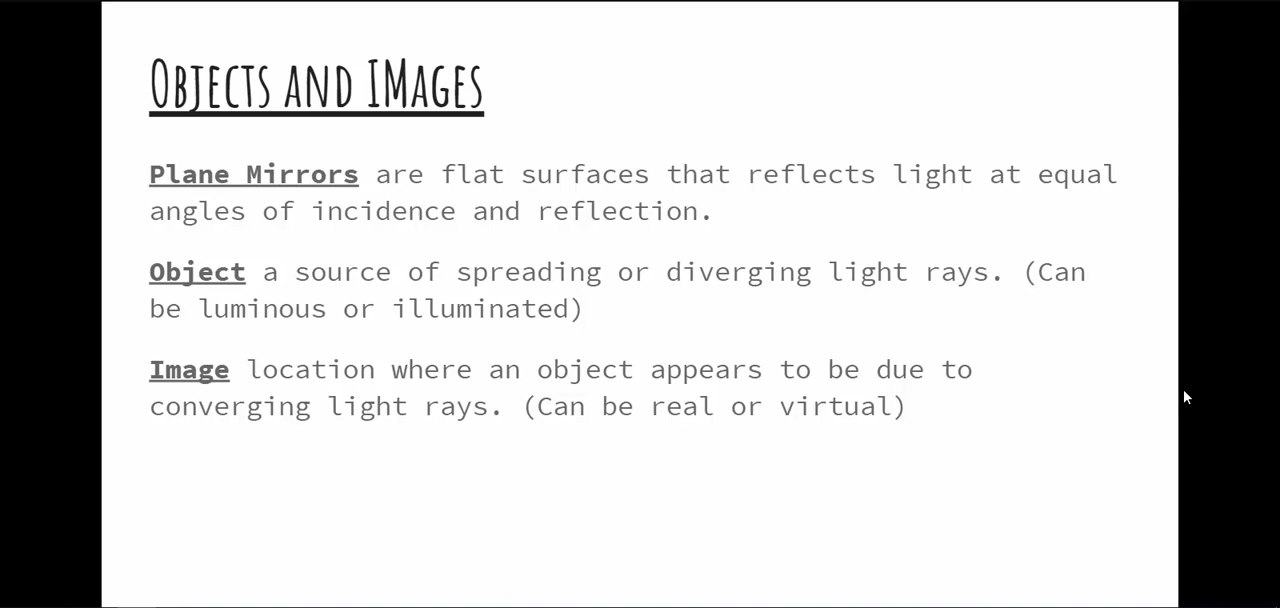 OBJECTS AND IMAGES
Plane Mirrors are flat surfaces that reflects light at equal
angles of incidence and reflection.
Object a source of spreading or diverging light rays. (Can
be luminous or illuminated)
Image location where an object appears to be due to
converging light rays. (Can be real or virtual)